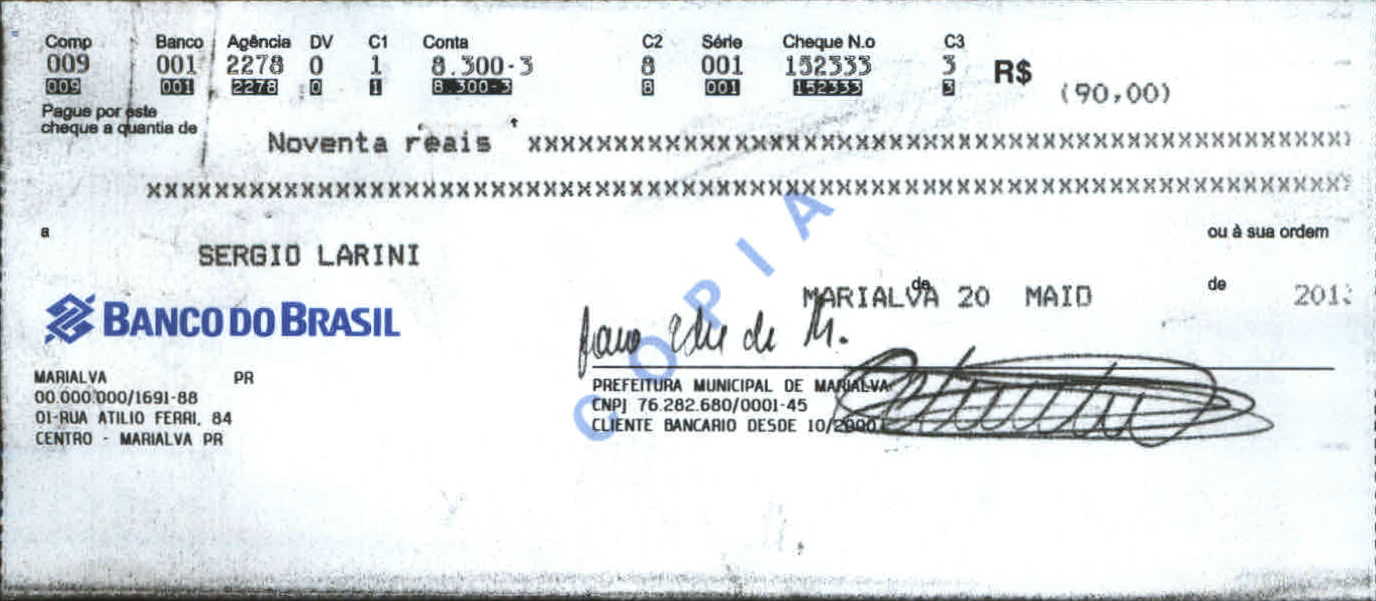 Comp Banco Agência DV C1 Conta C2 Série Cheque N.o C3
009 001 2278 0 1 8.300-3 8 001 152333 3 R$ (90,00)
009 001 2278 0 1 8.300-3 8 001 152333 3
Pague por este
cheque a quantia de
Noventa reais xxxxxxxxxxxxxxxxxxxxxxxxxxxxxxxxxxxxxxxxxxxxxxxxxxxxxxxxxxxxxxxxxxxxxx
xxxxxxxxxxxxxxxxxxxxxxxxxxxxxxxxxxxxxxxxxxxxxxxxxxxxxxxxxxxxxxxxxxxxxxxxxxxxxxxx
a SERGIO LARINI ou à sua ordem
COPIA
MARIALVA de 20 MAIO de
BANCO DO BRASIL
MARIALVA PR
00.000.000/1691-88
01-RUA ATILIO FERRI, 84
CENTRO - MARIALVA PR
PREFEITURA MUNICIPAL DE MARIALVA
CNPJ 76.282.680/0001-45
CLIENTE BANCARIO DESDE 10/2000